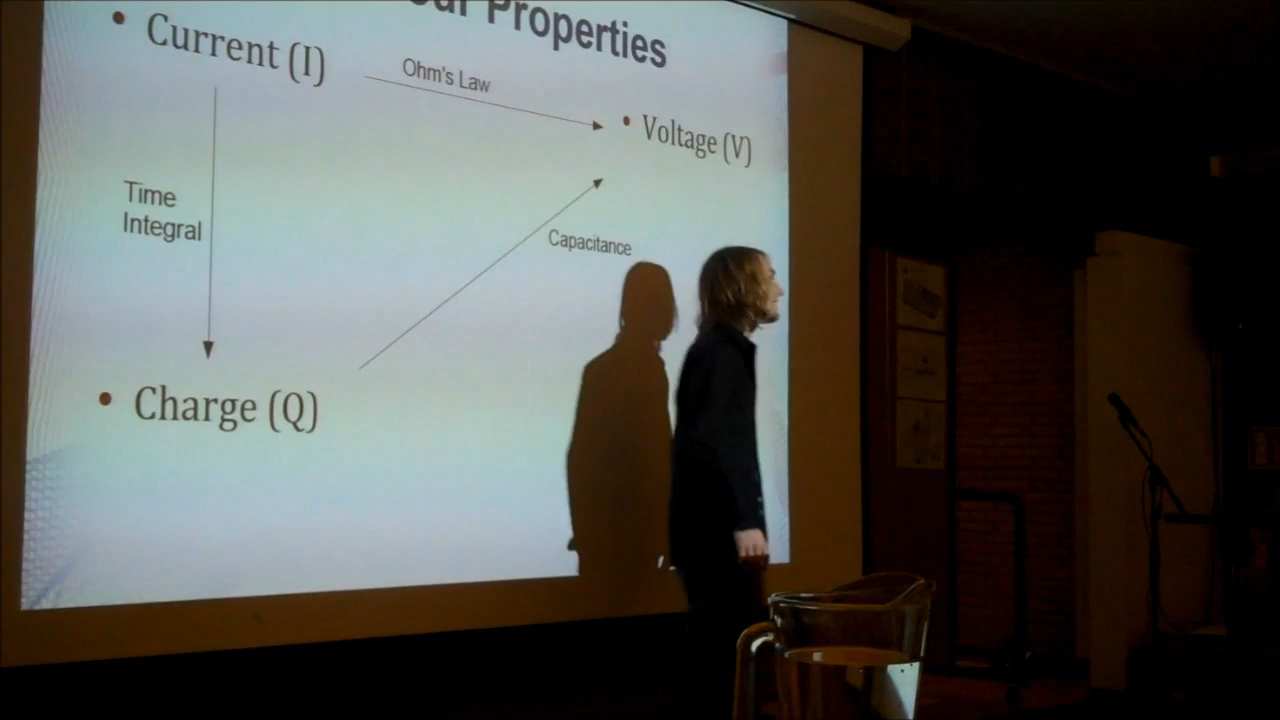 Properties
• Current (I)
Ohm's Law
• Voltage (V)
Time
Integral
Capacitance
• Charge (Q)